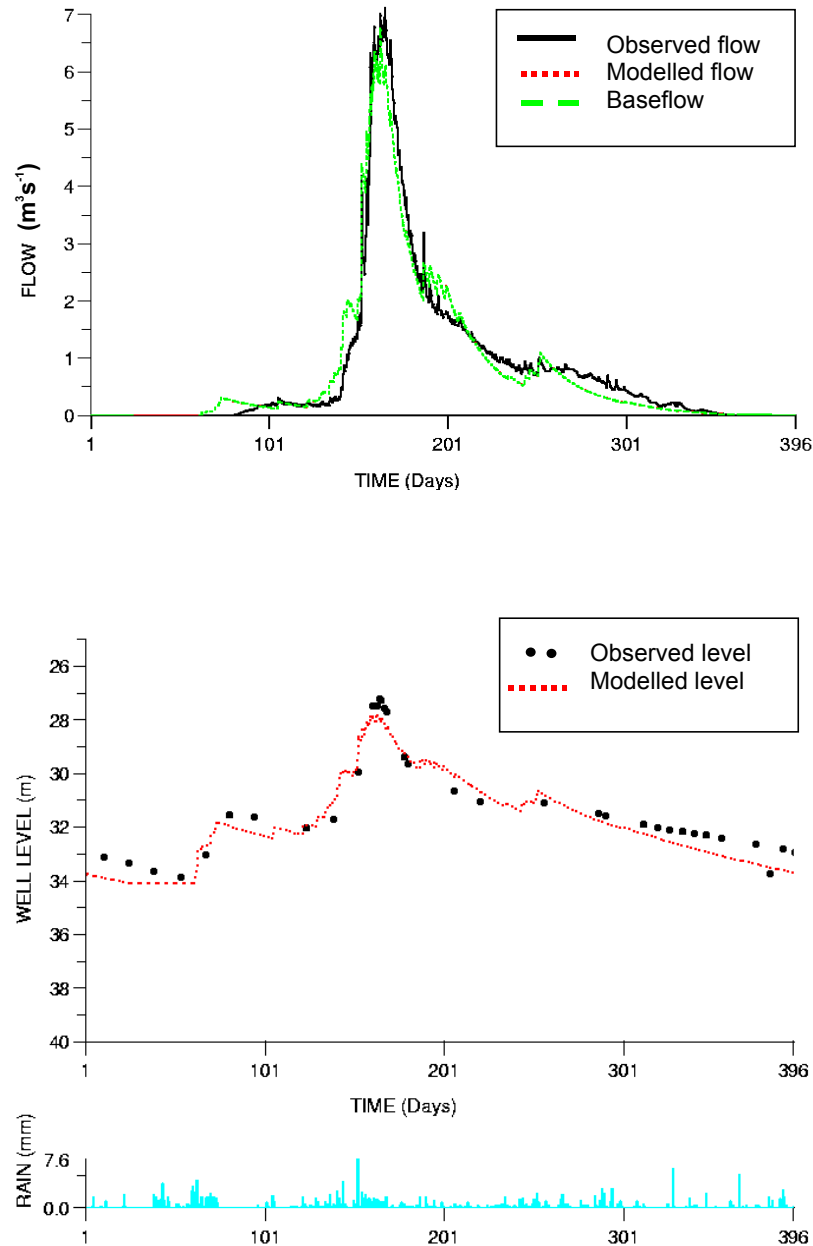 7
6
5
4
3
2
1
0
FLOW (m³s⁻¹)
Observed flow
Modelled flow
Baseflow
1 101 201 301 396
TIME (Days)
26
28
30
32
34
36
38
40
WELL LEVEL (m)
Observed level
Modelled level
1 101 201 301 396
TIME (Days)
RAIN (mm)
7.6
0.0
1 101 201 301 396